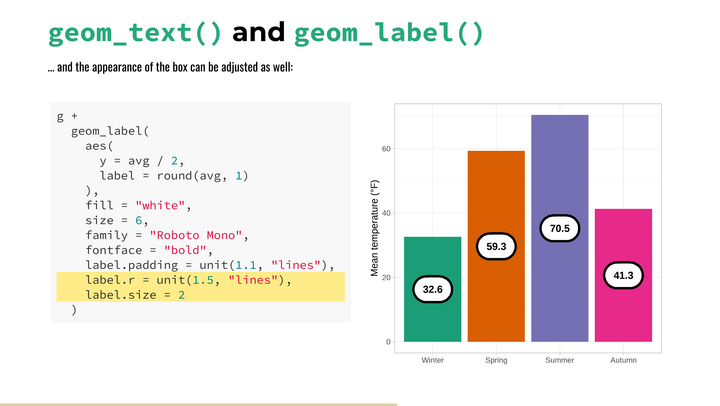 geom_text() and geom_label()
… and the appearance of the box can be adjusted as well:
g +
  geom_label(
    aes(
      y = avg / 2,
      label = round(avg, 1)
    ),
    fill = "white",
    size = 6,
    family = "Roboto Mono",
    fontface = "bold",
    label.padding = unit(1.1, "lines"),
    label.r = unit(1.5, "lines"),
    label.size = 2
  )
Mean temperature (°F)
60
40
20
0
32.6
59.3
70.5
41.3
Winter
Spring
Summer
Autumn